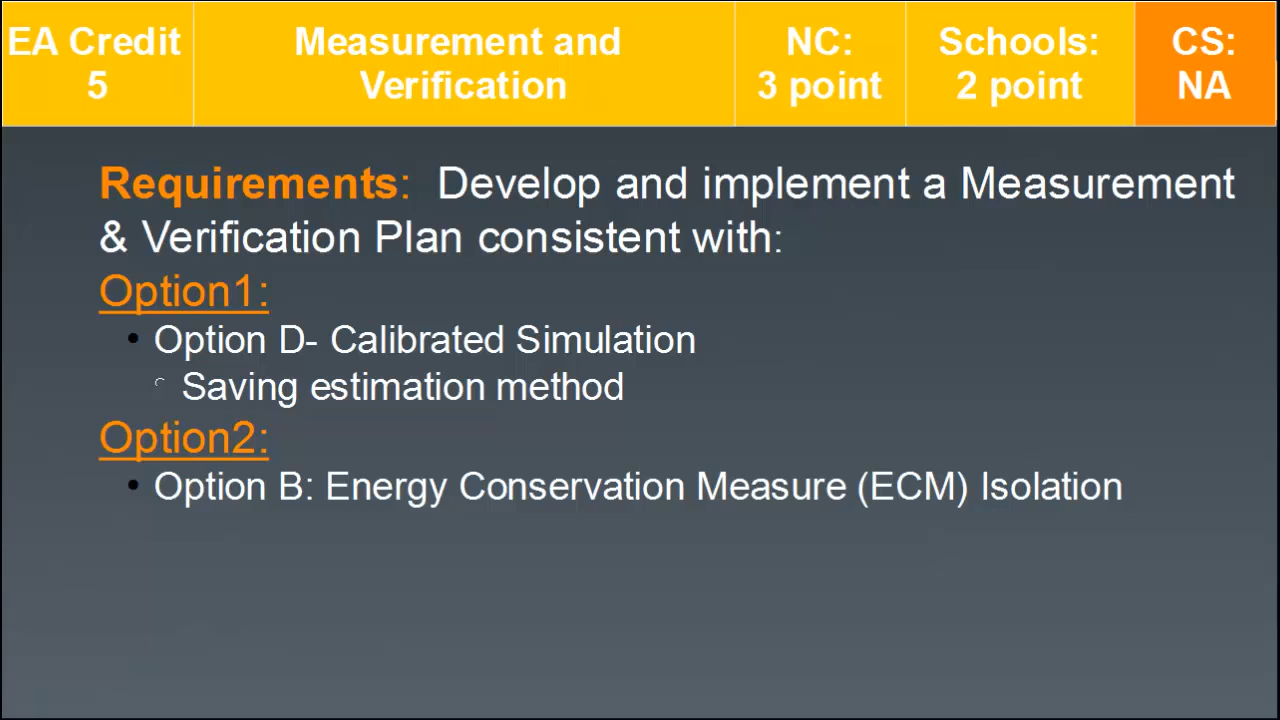 EA Credit
5
Measurement and
Verification
NC:
3 point
Schools:
2 point
CS:
NA
Requirements: Develop and implement a Measurement
& Verification Plan consistent with:
Option1:
• Option D- Calibrated Simulation
Saving estimation method
Option2:
• Option B: Energy Conservation Measure (ECM) Isolation